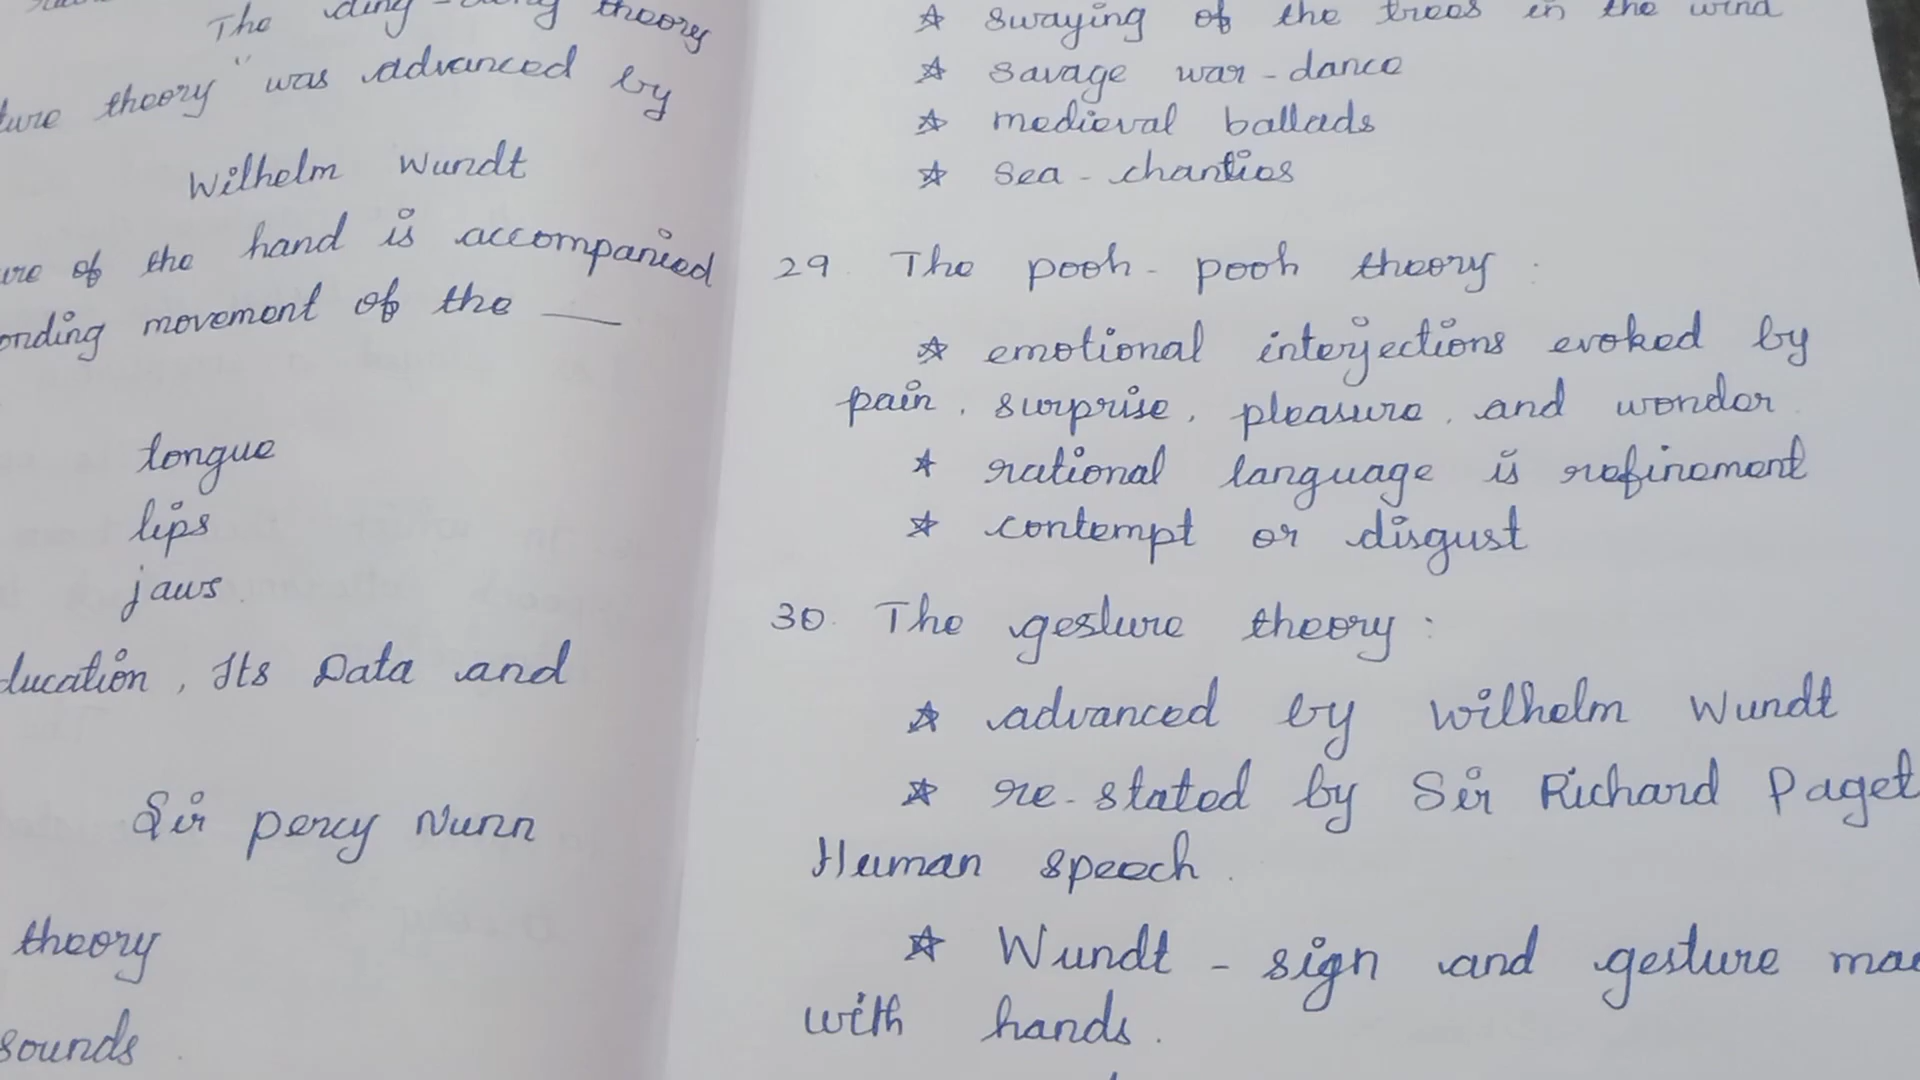 The ding-dong theory
theory" was advanced by
Wilhelm Wundt
of the hand is accompanied
movement of the ___
tongue
lips
jaws.
, Its Data and
Sir percy Nunn
theory
sounds.
☆ swaying of the trees in the wind
☆ savage war-dance
☆ medieval ballads
☆ sea-chanties
29. The pooh-pooh theory:
☆ emotional interjections evoked by
pain, surprise, pleasure, and wonder.
☆ rational language is refinement
☆ contempt or disgust
30. The gesture theory:
☆ advanced by Wilhelm Wundt
☆ re-stated by Sir Richard Paget
Human speech.
☆ Wundt - sign and gesture
with hands.